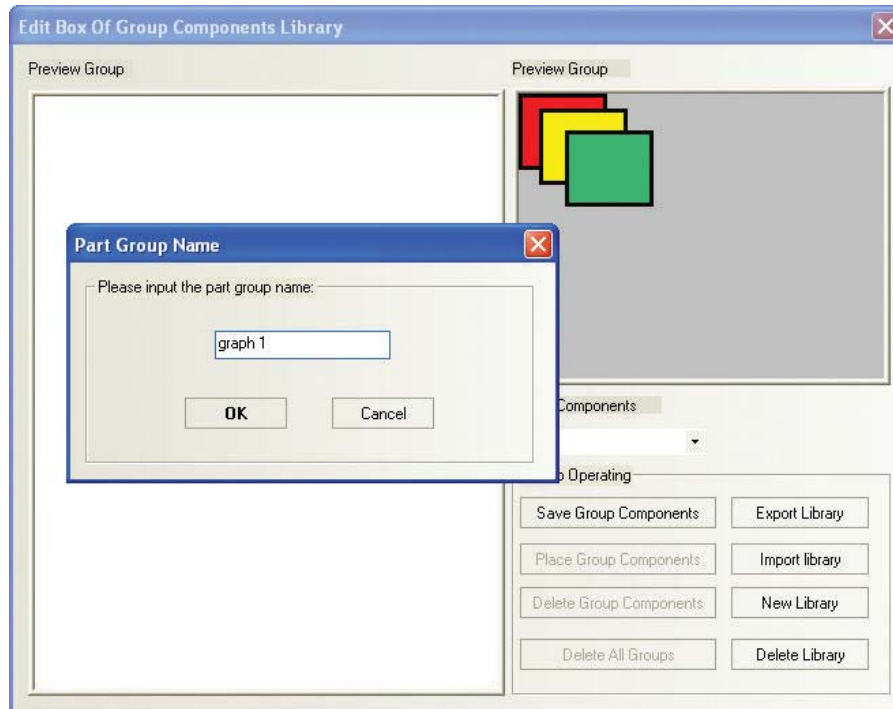 Edit Box Of Group Components Library
Preview Group
Preview Group
Part Group Name
Please input the part group name:
graph 1
OK
Cancel
Components
Operating
Save Group Components
Export Library
Place Group Components
Import library
Delete Group Components
New Library
Delete All Groups
Delete Library